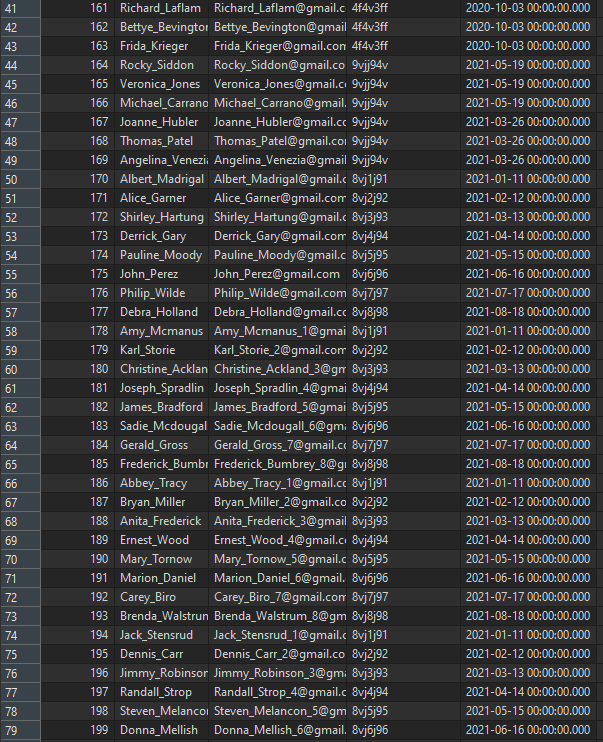 41 161 Richard_Laflam Richard_Laflam@gmail.c 4f4v3ff 2020-10-03 00:00:00.000
42 162 Bettye_Bevington Bettye_Bevington@gmail. 4f4v3ff 2020-10-03 00:00:00.000
43 163 Frida_Krieger Frida_Krieger@gmail.com 4f4v3ff 2020-10-03 00:00:00.000
44 164 Rocky_Siddon Rocky_Siddon@gmail.co 9vjj94v 2021-05-19 00:00:00.000
45 165 Veronica_Jones Veronica_Jones@gmail.co 9vjj94v 2021-05-19 00:00:00.000
46 166 Michael_Carrano Michael_Carrano@gmail.c 9vjj94v 2021-05-19 00:00:00.000
47 167 Joanne_Hubler Joanne_Hubler@gmail.co 9vjj94v 2021-03-26 00:00:00.000
48 168 Thomas_Patel Thomas_Patel@gmail.co 9vjj94v 2021-03-26 00:00:00.000
49 169 Angelina_Venezia Angelina_Venezia@gmail. 9vjj94v 2021-03-26 00:00:00.000
50 170 Albert_Madrigal Albert_Madrigal@gmail.c 8vj1j91 2021-01-11 00:00:00.000
51 171 Alice_Garner Alice_Garner@gmail.com 8vj2j92 2021-02-12 00:00:00.000
52 172 Shirley_Hartung Shirley_Hartung@gmail.c 8vj3j93 2021-03-13 00:00:00.000
53 173 Derrick_Gary Derrick_Gary@gmail.com 8vj4j94 2021-04-14 00:00:00.000
54 174 Pauline_Moody Pauline_Moody@gmail.c 8vj5j95 2021-05-15 00:00:00.000
55 175 John_Perez John_Perez@gmail.com 8vj6j96 2021-06-16 00:00:00.000
56 176 Philip_Wilde Philip_Wilde@gmail.com 8vj7j97 2021-07-17 00:00:00.000
57 177 Debra_Holland Debra_Holland@gmail.co 8vj8j98 2021-08-18 00:00:00.000
58 178 Amy_Mcmanus Amy_Mcmanus_1@gmail 8vj1j91 2021-01-11 00:00:00.000
59 179 Karl_Storie Karl_Storie_2@gmail.com 8vj2j92 2021-02-12 00:00:00.000
60 180 Christine_Acklan Christine_Ackland_3@gm 8vj3j93 2021-03-13 00:00:00.000
61 181 Joseph_Spradlin Joseph_Spradlin_4@gmail 8vj4j94 2021-04-14 00:00:00.000
62 182 James_Bradford James_Bradford_5@gmai 8vj5j95 2021-05-15 00:00:00.000
63 183 Sadie_Mcdougal Sadie_Mcdougall_6@gma 8vj6j96 2021-06-16 00:00:00.000
64 184 Gerald_Gross Gerald_Gross_7@gmail.cc 8vj7j97 2021-07-17 00:00:00.000
65 185 Frederick_Bumbr Frederick_Bumbrey_8@g 8vj8j98 2021-08-18 00:00:00.000
66 186 Abbey_Tracy Abbey_Tracy_1@gmail.co 8vj1j91 2021-01-11 00:00:00.000
67 187 Bryan_Miller Bryan_Miller_2@gmail.co 8vj2j92 2021-02-12 00:00:00.000
68 188 Anita_Frederick Anita_Frederick_3@gmail. 8vj3j93 2021-03-13 00:00:00.000
69 189 Ernest_Wood Ernest_Wood_4@gmail.c 8vj4j94 2021-04-14 00:00:00.000
70 190 Mary_Tornow Mary_Tornow_5@gmail.c 8vj5j95 2021-05-15 00:00:00.000
71 191 Marion_Daniel Marion_Daniel_6@gmail. 8vj6j96 2021-06-16 00:00:00.000
72 192 Carey_Biro Carey_Biro_7@gmail.com 8vj7j97 2021-07-17 00:00:00.000
73 193 Brenda_Walstrum Brenda_Walstrum_8@gm 8vj8j98 2021-08-18 00:00:00.000
74 194 Jack_Stensrud Jack_Stensrud_1@gmail.c 8vj1j91 2021-01-11 00:00:00.000
75 195 Dennis_Carr Dennis_Carr_2@gmail.co 8vj2j92 2021-02-12 00:00:00.000
76 196 Jimmy_Robinson Jimmy_Robinson_3@gma 8vj3j93 2021-03-13 00:00:00.000
77 197 Randall_Strop Randall_Strop_4@gmail.c 8vj4j94 2021-04-14 00:00:00.000
78 198 Steven_Melancon Steven_Melancon_5@gm 8vj5j95 2021-05-15 00:00:00.000
79 199 Donna_Mellish Donna_Mellish_6@gmail. 8vj6j96 2021-06-16 00:00:00.000